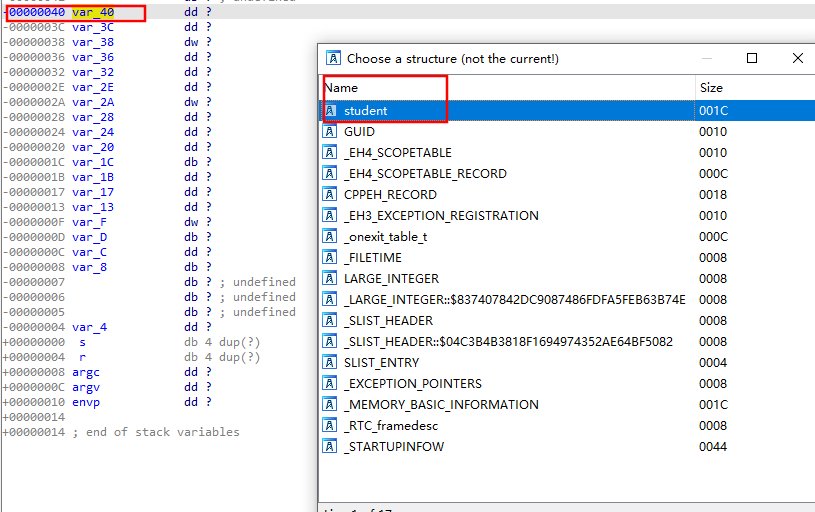 -00000040 var_40 dd ?
-0000003C var_3C dd ?
-00000038 var_38 dw ?
-00000036 var_36 dd ?
-00000032 var_32 dd ?
-0000002E var_2E dd ?
-0000002A var_2A dw ?
-00000028 var_28 dd ?
-00000024 var_24 dd ?
-00000020 var_20 dd ?
-0000001C var_1C db ?
-0000001B var_1B dd ?
-00000017 var_17 dd ?
-00000013 var_13 dd ?
-0000000F var_F dw ?
-0000000D var_D db ?
-0000000C var_C dd ?
-00000008 var_8 db ?
-00000007 db ? ; undefined
-00000006 db ? ; undefined
-00000005 db ? ; undefined
-00000004 var_4 dd ?
+00000000 s db 4 dup(?)
+00000004 r db 4 dup(?)
+00000008 argc dd ?
+0000000C argv dd ?
+00000010 envp dd ?
+00000014
+00000014 ; end of stack variables
Choose a structure (not the current!)
Name Size
student 001C
GUID 0010
_EH4_SCOPETABLE 0010
_EH4_SCOPETABLE_RECORD 000C
CPPEH_RECORD 0018
_EH3_EXCEPTION_REGISTRATION 0010
_onexit_table_t 000C
_FILETIME 0008
LARGE_INTEGER 0008
_LARGE_INTEGER::$837407842DC9087486FDFA5FEB63B74E 0008
_SLIST_HEADER 0008
_SLIST_HEADER::$04C3B4B3818F1694974352AE64BF5082 0008
SLIST_ENTRY 0004
_EXCEPTION_POINTERS 0008
_MEMORY_BASIC_INFORMATION 001C
_RTC_framedesc 0008
_STARTUPINFOW 0044